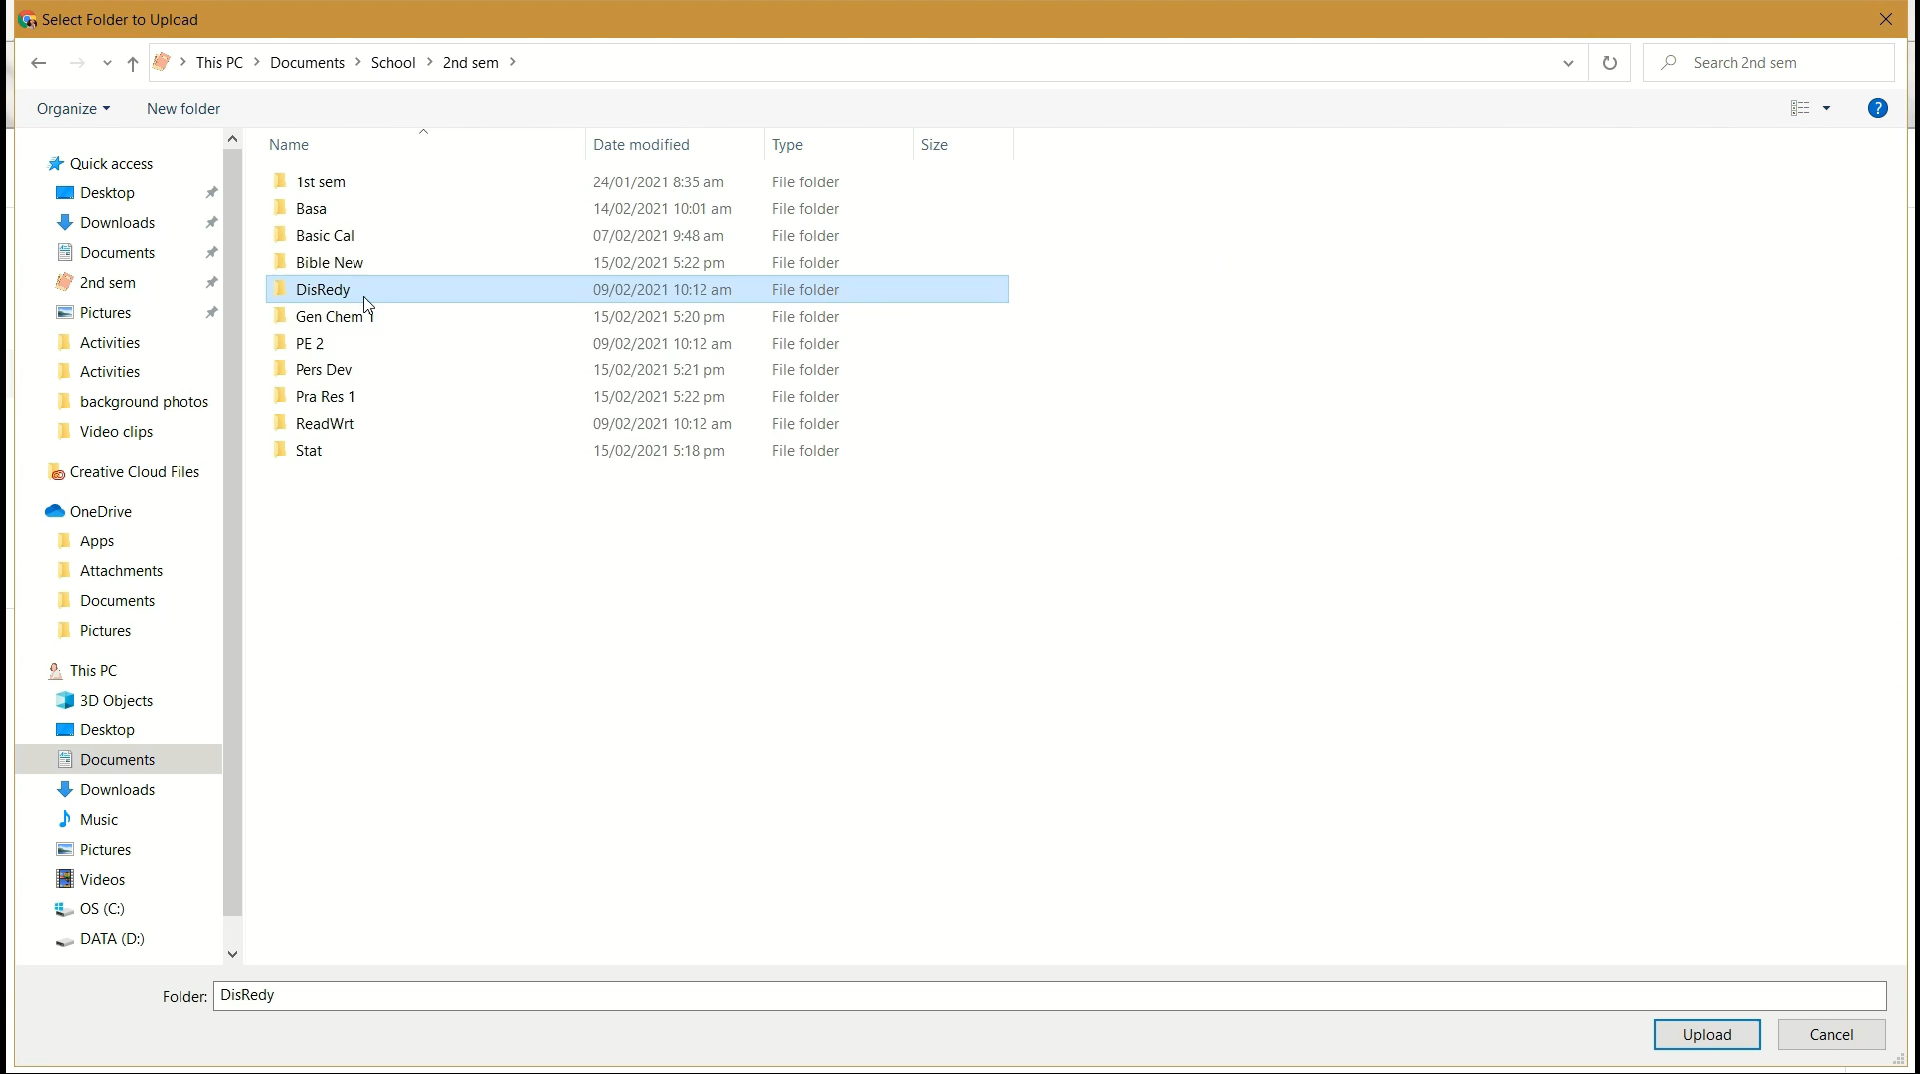 Select Folder to Upload
This PC > Documents > School > 2nd sem >
Search 2nd sem
Organize
New folder
?
Name Date modified Type Size
1st sem 24/01/2021 8:35 am File folder
Basa 14/02/2021 10:01 am File folder
Basic Cal 07/02/2021 9:48 am File folder
Bible New 15/02/2021 5:22 pm File folder
DisRedy 09/02/2021 10:12 am File folder
Gen Chem 1 15/02/2021 5:20 pm File folder
PE 2 09/02/2021 10:12 am File folder
Pers Dev 15/02/2021 5:21 pm File folder
Pra Res 1 15/02/2021 5:22 pm File folder
ReadWrt 09/02/2021 10:12 am File folder
Stat 15/02/2021 5:18 pm File folder
Quick access
Desktop
Downloads
Documents
2nd sem
Pictures
Activities
Activities
background photos
Video clips
Creative Cloud Files
OneDrive
Apps
Attachments
Documents
Pictures
This PC
3D Objects
Desktop
Documents
Downloads
Music
Pictures
Videos
OS (C:)
DATA (D:)
Folder: DisRedy
Upload
Cancel